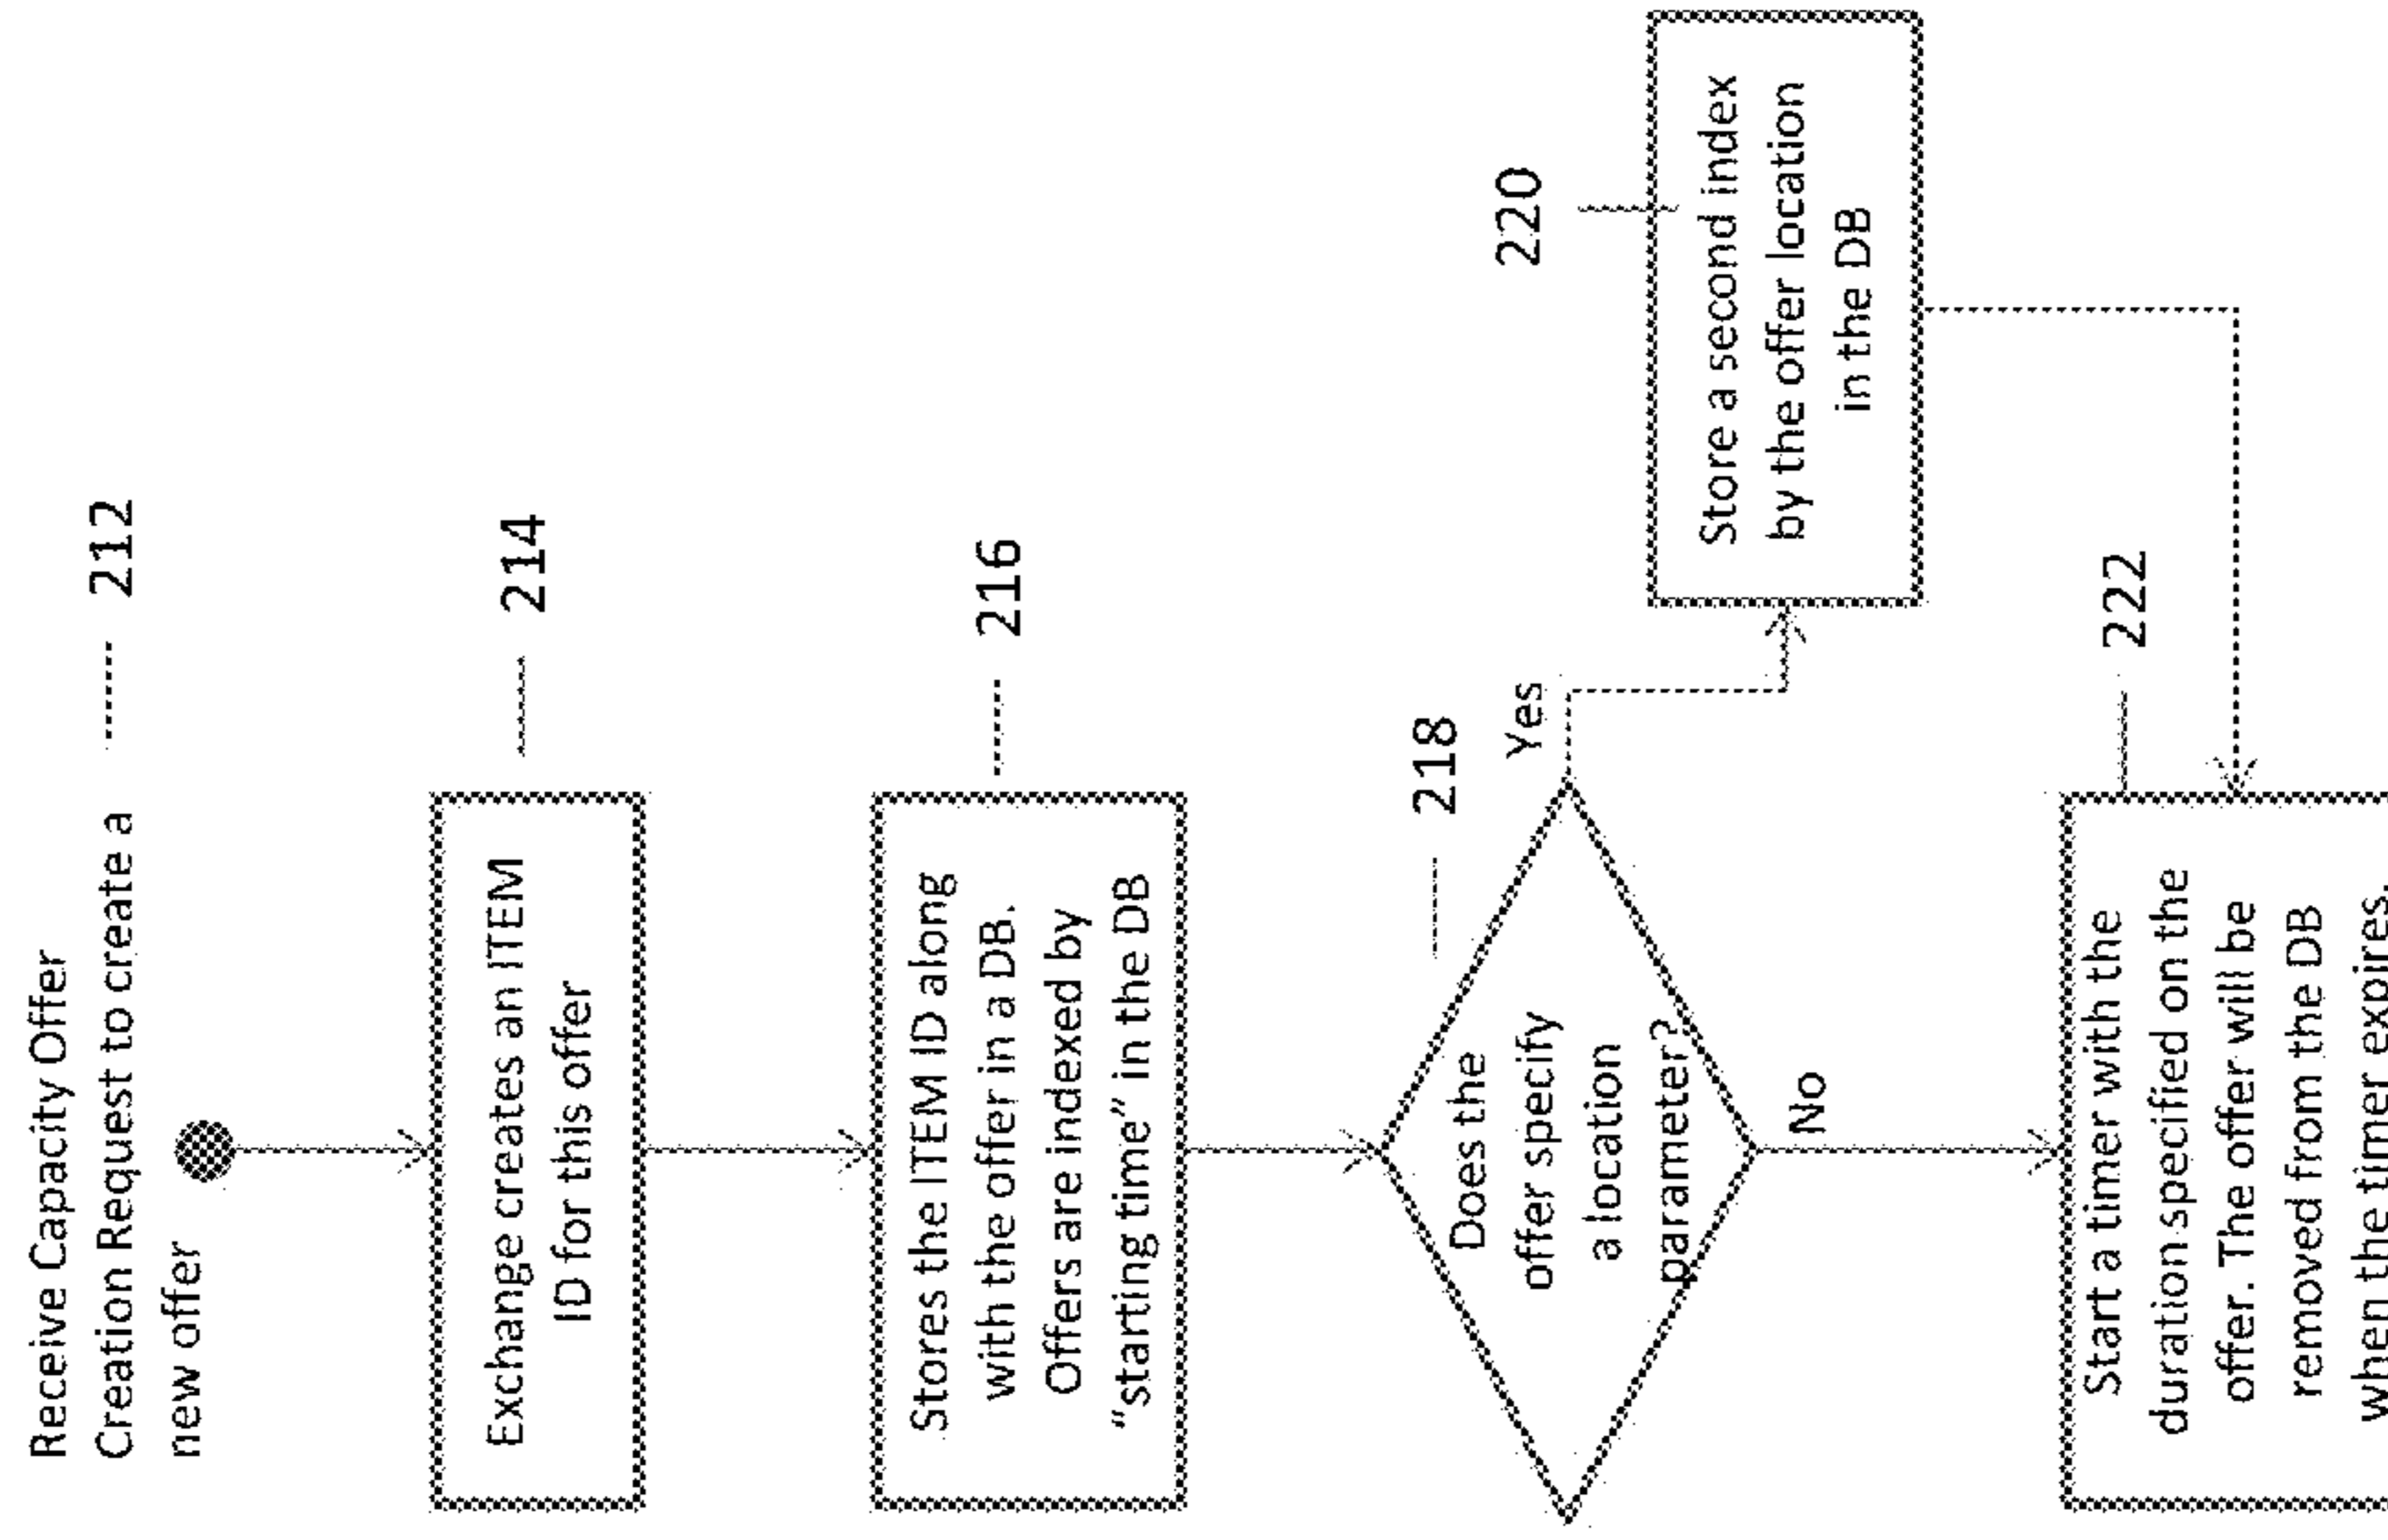 Receive Capacity Offer
Creation Request to create a
new offer
212
Exchange creates an ITEM
ID for this offer
214
Stores the ITEM ID along
with the offer in a DB.
Offers are indexed by
“starting time” in the DB
216
Does the
offer specify
a location
parameter?
218
Yes
No
Store a second index
by the offer location
in the DB
220
Start a timer with the
duration specified on the
offer. The offer will be
removed from the DB
when the timer expires.
222